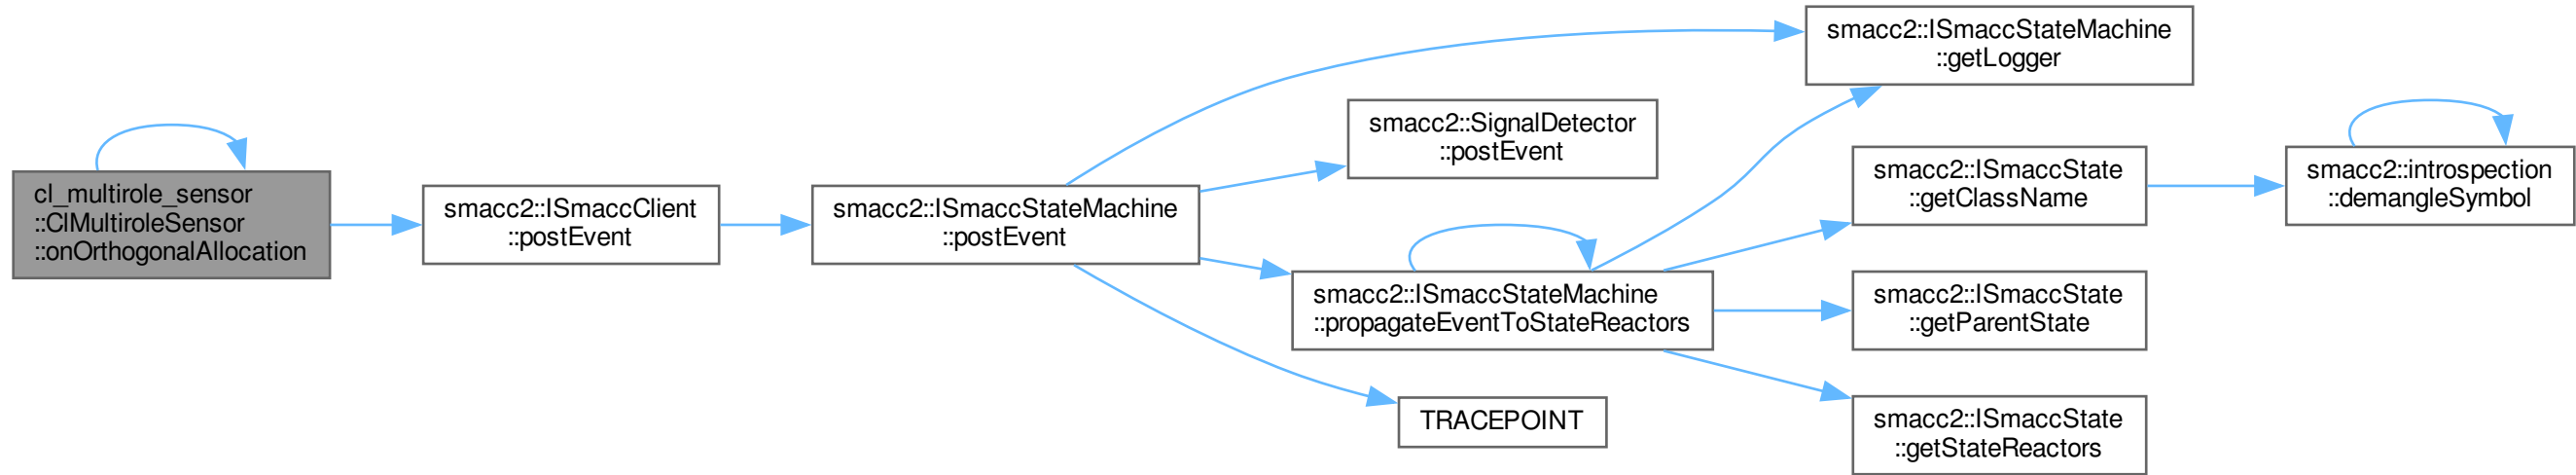 cl_multirole_sensor
::ClMultiroleSensor
::onOrthogonalAllocation
smacc2::ISmaccClient
::postEvent
smacc2::ISmaccStateMachine
::postEvent
smacc2::ISmaccStateMachine
::getLogger
smacc2::SignalDetector
::postEvent
smacc2::ISmaccStateMachine
::propagateEventToStateReactors
TRACEPOINT
smacc2::ISmaccState
::getClassName
smacc2::ISmaccState
::getParentState
smacc2::ISmaccState
::getStateReactors
smacc2::introspection
::demangleSymbol